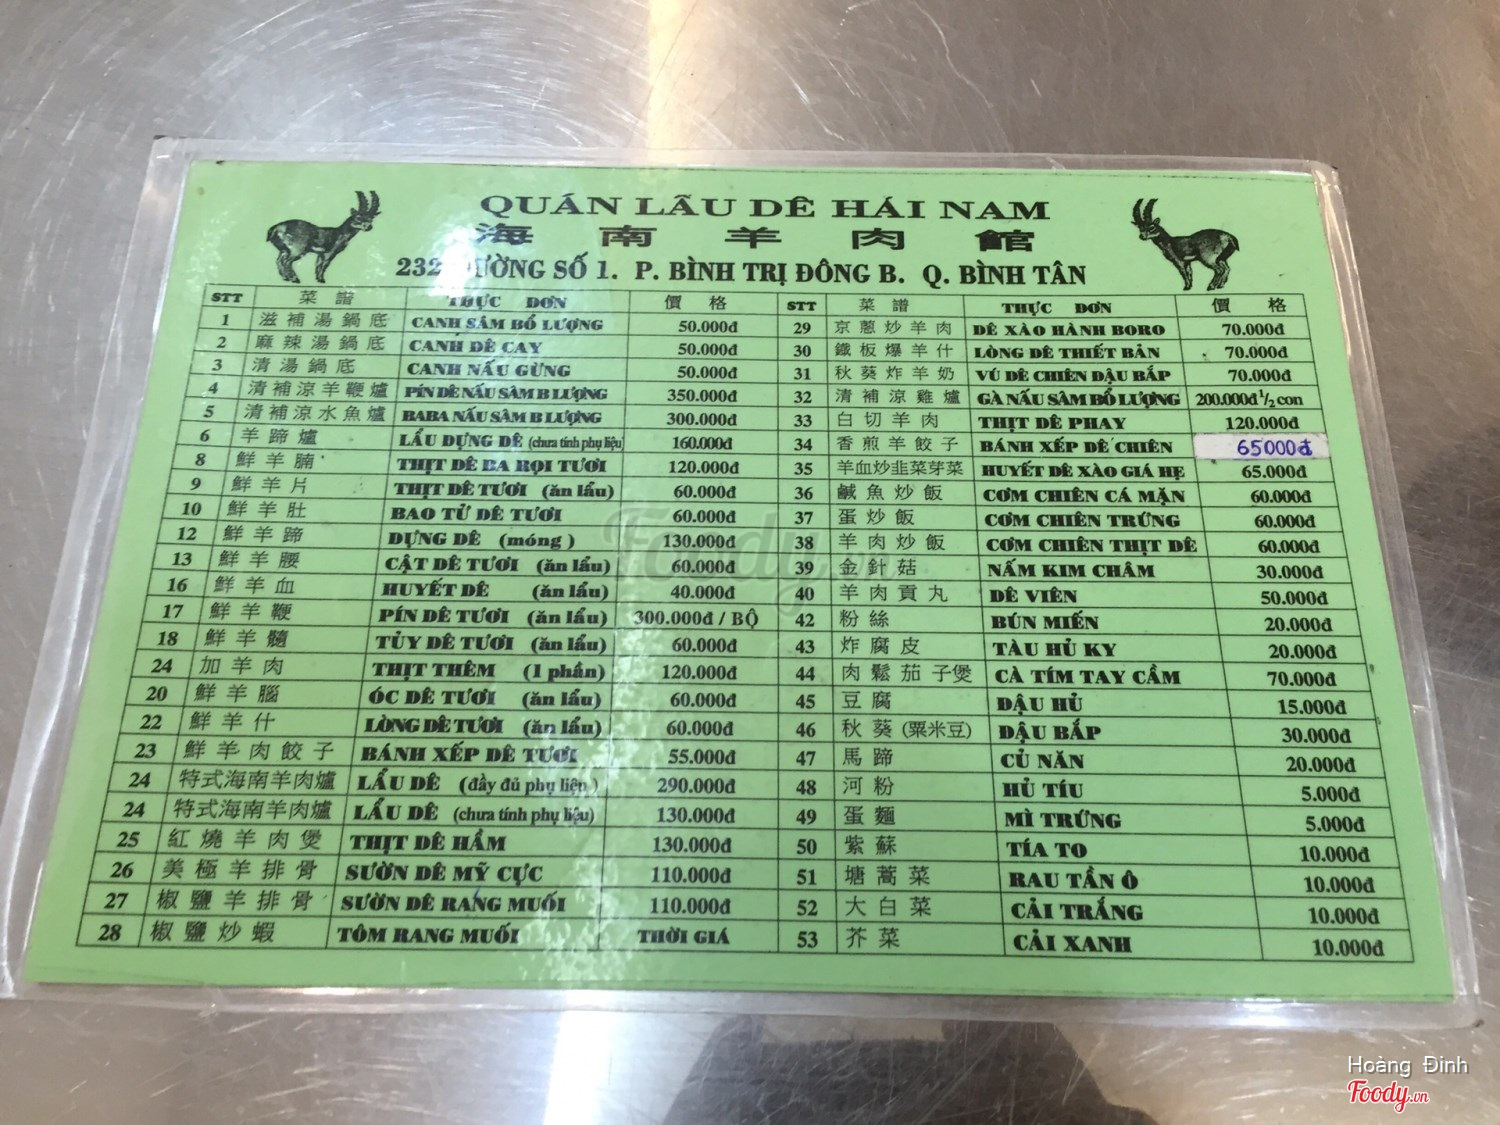 QUÁN LẪU DÊ HẢI NAM
海南羊肉館
232 ĐƯỜNG SỐ 1. P. BÌNH TRỊ ĐÔNG B. Q. BÌNH TÂN
STT 菜譜 THỰC ĐƠN 價格
1 滋補湯鍋底 CANH SÂM BỔ LƯỢNG 50.000đ
2 麻辣湯鍋底 CANH DÊ CAY 50.000đ
3 清湯鍋底 CANH NẤU GỪNG 50.000đ
4 清補涼羊鞭爐 PÍN DÊ NẤU SÂM B LƯỢNG 350.000đ
5 清補涼水魚爐 BABA NẤU SÂM B LƯỢNG 300.000đ
6 羊蹄爐 LẨU DỰNG DÊ (chưa tính phụ liệu) 160.000đ
8 鮮羊腩 THỊT DÊ BA RỌI TƯƠI 120.000đ
9 鮮羊片 THỊT DÊ TƯƠI (ăn lẩu) 60.000đ
10 鮮羊肚 BAO TỬ DÊ TƯƠI 60.000đ
12 鮮羊蹄 DỰNG DÊ (móng) 130.000đ
13 鮮羊腰 CẬT DÊ TƯƠI (ăn lẩu) 60.000đ
16 鮮羊血 HUYẾT DÊ (ăn lẩu) 40.000đ
17 鮮羊鞭 PÍN DÊ TƯƠI (ăn lẩu) 300.000đ / BỘ
18 鮮羊髓 TỦY DÊ TƯƠI (ăn lẩu) 60.000đ
24 加羊肉 THỊT THÊM (1 phần) 120.000đ
20 鮮羊腦 ÓC DÊ TƯƠI (ăn lẩu) 60.000đ
22 鮮羊什 LÒNG DÊ TƯƠI (ăn lẩu) 60.000đ
23 鮮羊肉餃子 BÁNH XẾP DÊ TƯƠI 55.000đ
24 特式海南羊肉爐 LẨU DÊ (đầy đủ phụ liệp) 290.000đ
24 特式海南羊肉爐 LẨU DÊ (chưa tính phụ liệu) 130.000đ
25 紅燒羊肉煲 THỊT DÊ HẦM 130.000đ
26 美極羊排骨 SƯỜN DÊ MỸ CỰC 110.000đ
27 椒鹽羊排骨 SƯỜN DÊ RANG MUỐI 110.000đ
28 椒鹽炒蝦 TÔM RANG MUỐI THỜI GIÁ
STT 菜譜 THỰC ĐƠN 價格
29 京蔥炒羊肉 DÊ XÀO HÀNH BORO 70.000đ
30 鐵板爆羊什 LÒNG DÊ THIẾT BẢN 70.000đ
31 秋葵炸羊奶 VÚ DÊ CHIÊN ĐẬU BẮP 70.000đ
32 清補涼雞爐 GÀ NẤU SÂM BỔ LƯỢNG 200.000đ 1/2 con
33 白切羊肉 THỊT DÊ PHAY 120.000đ
34 香煎羊餃子 BÁNH XẾP DÊ CHIÊN 65000đ
35 羊血炒韭菜芽菜 HUYẾT DÊ XÀO GIÁ HẸ 65.000đ
36 鹹魚炒飯 CƠM CHIÊN CÁ MẶN 60.000đ
37 蛋炒飯 CƠM CHIÊN TRỨNG 60.000đ
38 羊肉炒飯 CƠM CHIÊN THỊT DÊ 60.000đ
39 金針菇 NẤM KIM CHÂM 30.000đ
40 羊肉貢丸 DÊ VIÊN 50.000đ
42 粉絲 BÚN MIẾN 20.000đ
43 炸腐皮 TÀU HỦ KY 20.000đ
44 肉鬆茄子煲 CÀ TÍM TAY CẦM 70.000đ
45 豆腐 ĐẬU HỦ 15.000đ
46 秋葵(粟米豆) ĐẬU BẮP 30.000đ
47 馬蹄 CỦ NĂN 20.000đ
48 河粉 HỦ TÍU 5.000đ
49 蛋麵 MÌ TRỨNG 5.000đ
50 紫蘇 TÍA TO 10.000đ
51 塘蒿菜 RAU TẦN Ô 10.000đ
52 大白菜 CẢI TRẮNG 10.000đ
53 芥菜 CẢI XANH 10.000đ
Foody.vn
Hoàng Đinh
Foody.vn